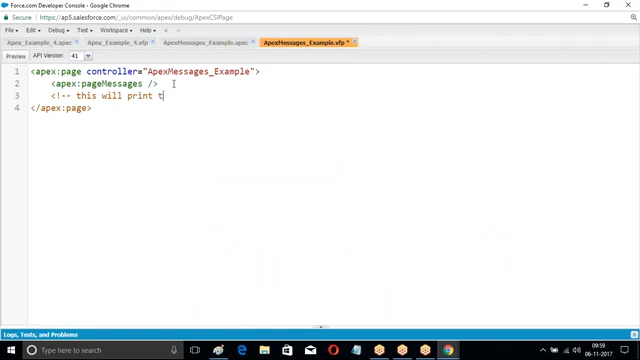 Force.com Developer Console - Google Chrome
Secure https://ap5.salesforce.com/_ui/common/apex/debug/ApexCSIPage
File Edit Debug Test Workspace Help < >
Apex_Example_4.apxc Apex_Example_4.vfp ApexMessages_Example.apxc ApexMessages_Example.vfp *
Preview API Version: 41
1 <apex:page controller="ApexMessages_Example">
2 <apex:pageMessages />
3 <!-- this will print t
4 </apex:page>
Logs, Tests, and Problems
Type here to search
09:59
06-11-2017